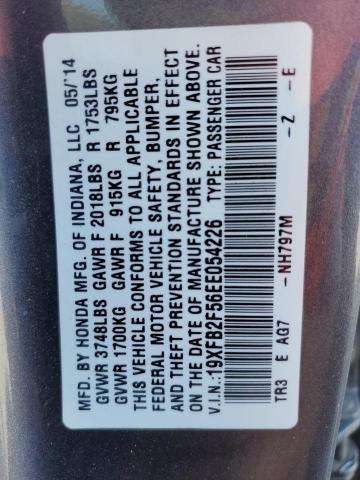 MFD. BY HONDA MFG. OF INDIANA, LLC 05/'14
GVWR 3748LBS GAWR F 2018LBS R 1753LBS
GVWR 1700KG GAWR F 915KG R 795KG
THIS VEHICLE CONFORMS TO ALL APPLICABLE
FEDERAL MOTOR VEHICLE SAFETY, BUMPER,
AND THEFT PREVENTION STANDARDS IN EFFECT
ON THE DATE OF MANUFACTURE SHOWN ABOVE.
V.I.N.:19XFB2F56EE054226 TYPE: PASSENGER CAR
TR3 E AG7 -NH797M -Z -E